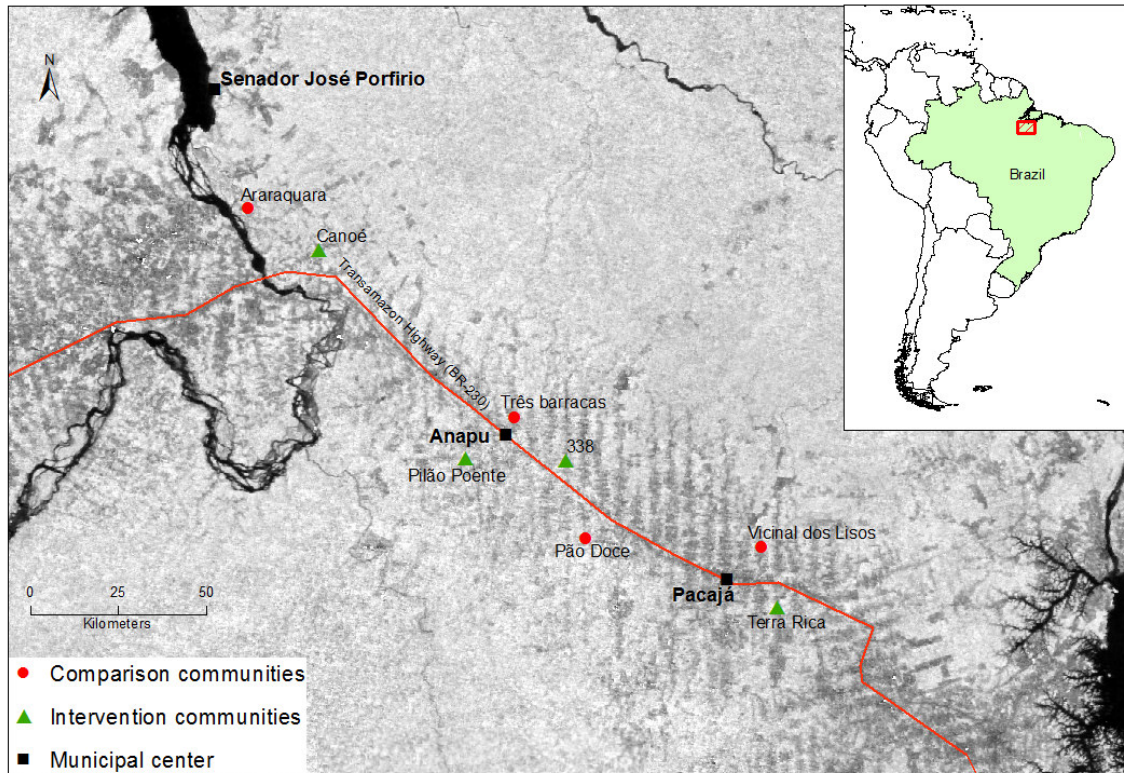 N
Senador José Porfirio
Araraquara
Canoé
Transamazon Highway (BR-230)
Três barracas
Anapu
338
Pilão Poente
Pão Doce
Vicinal dos Lisos
Pacajá
Terra Rica
0 25 50
Kilometers
Comparison communities
Intervention communities
Municipal center
Brazil